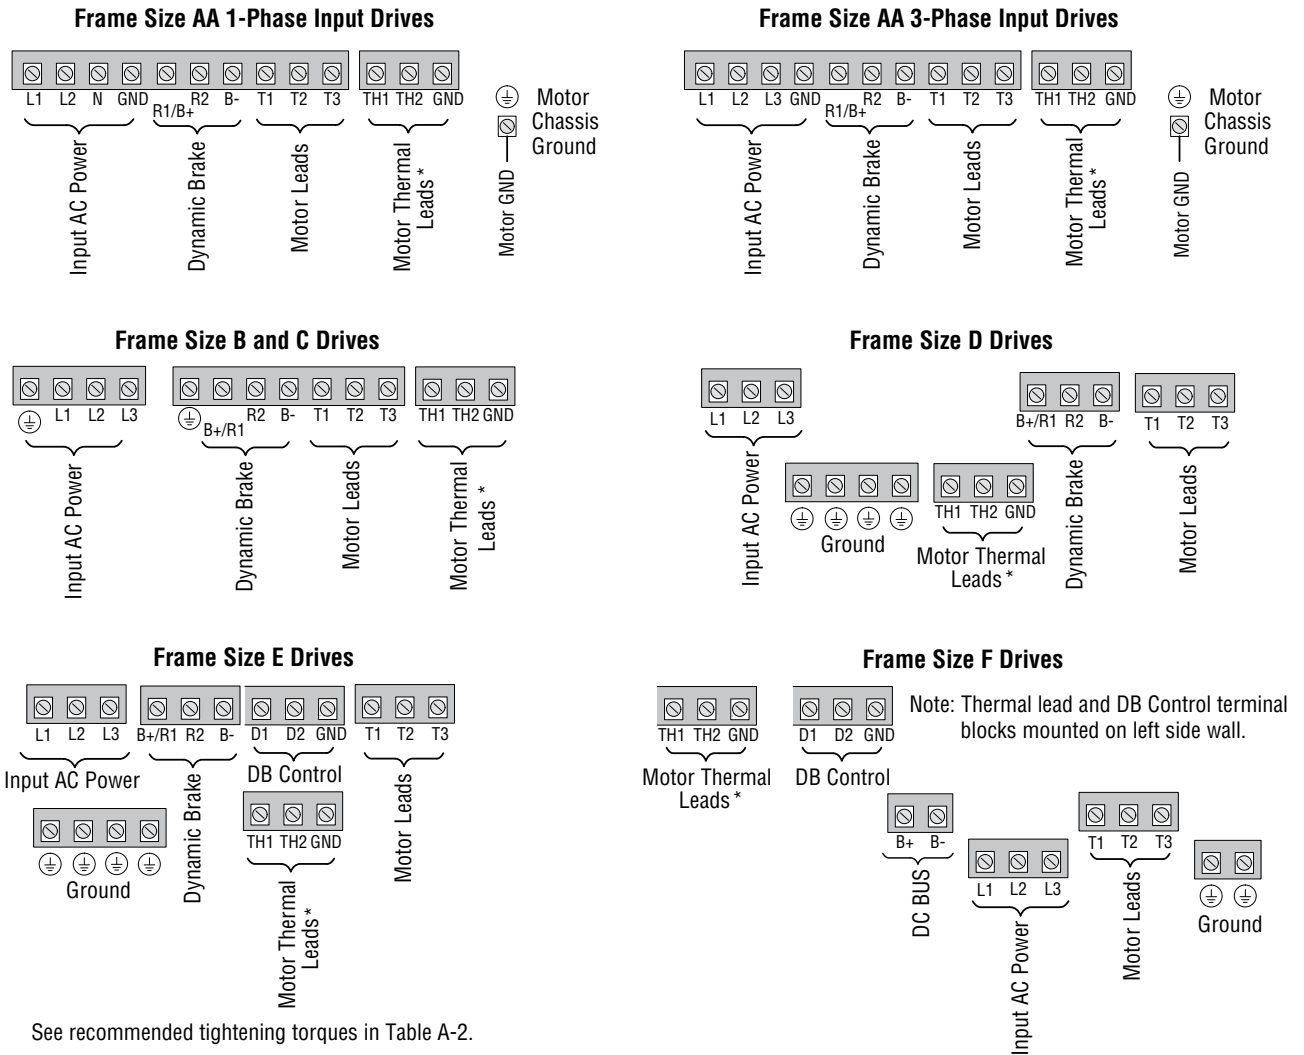 Frame Size AA 1-Phase Input Drives
L1 L2 N GND R1/B+ R2 B- T1 T2 T3 TH1 TH2 GND
Motor
Chassis
Ground
Input AC Power
Dynamic Brake
Motor Leads
Motor Thermal
Leads *
Motor GND
Frame Size AA 3-Phase Input Drives
L1 L2 L3 GND R1/B+ R2 B- T1 T2 T3 TH1 TH2 GND
Motor
Chassis
Ground
Input AC Power
Dynamic Brake
Motor Leads
Motor Thermal
Leads *
Motor GND
Frame Size B and C Drives
L1 L2 L3 B+/R1 R2 B- T1 T2 T3 TH1 TH2 GND
Input AC Power
Dynamic Brake
Motor Leads
Motor Thermal
Leads *
Frame Size D Drives
L1 L2 L3
Input AC Power
Ground
TH1 TH2 GND
Motor Thermal
Leads *
B+/R1 R2 B-
Dynamic Brake
T1 T2 T3
Motor Leads
Frame Size E Drives
L1 L2 L3 B+/R1 R2 B- D1 D2 GND T1 T2 T3
Input AC Power
Dynamic Brake
DB Control
Motor Leads
Ground
TH1 TH2 GND
Motor Thermal
Leads *
Frame Size F Drives
TH1 TH2 GND
Motor Thermal
Leads *
D1 D2 GND
DB Control
Note: Thermal lead and DB Control terminal
blocks mounted on left side wall.
B+ B-
DC BUS
L1 L2 L3
Input AC Power
T1 T2 T3
Motor Leads
Ground
See recommended tightening torques in Table A-2.